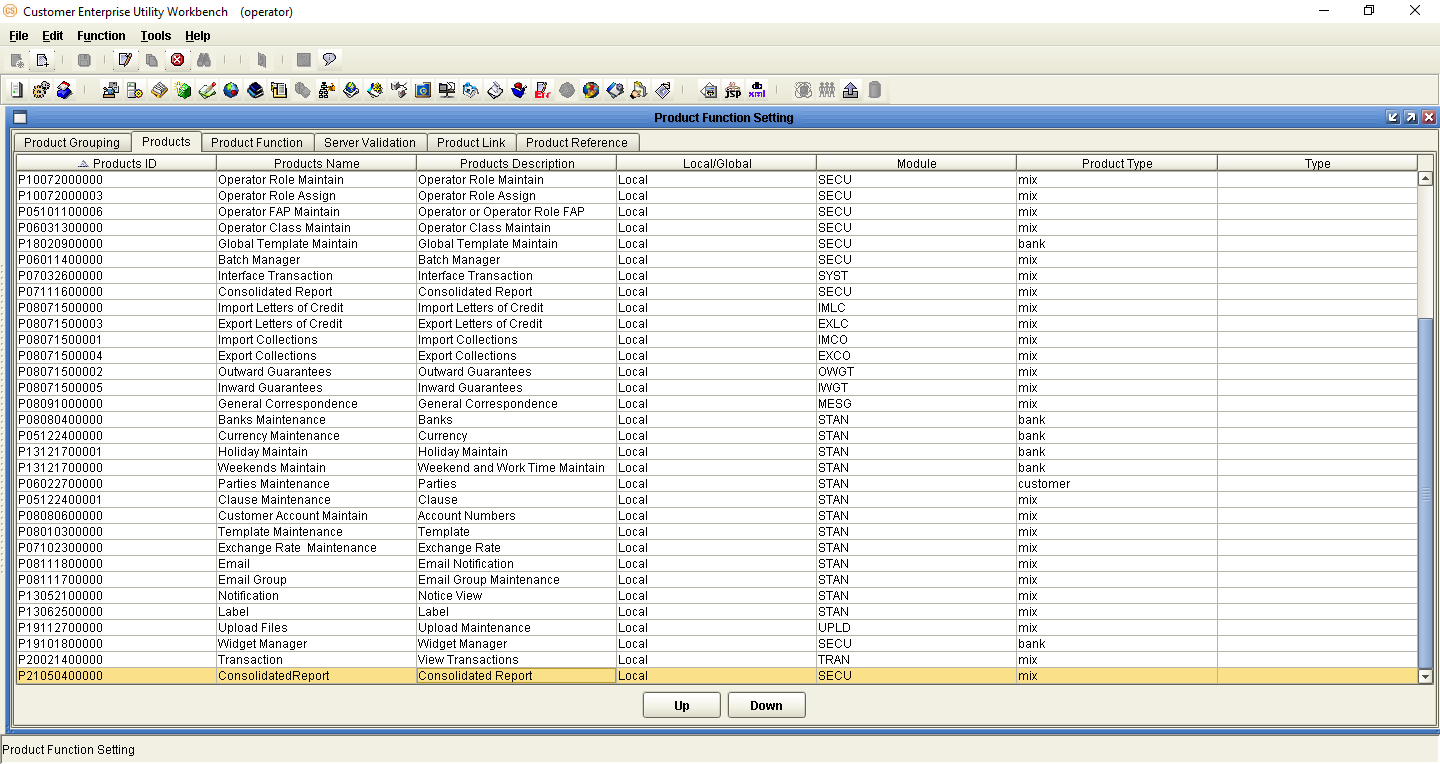 CS Customer Enterprise Utility Workbench (operator)
File Edit Function Tools Help
jsp xml
Product Function Setting
Product Grouping Products Product Function Server Validation Product Link Product Reference
Products ID Products Name Products Description Local/Global Module Product Type Type
P10072000000 Operator Role Maintain Operator Role Maintain Local SECU mix
P10072000003 Operator Role Assign Operator Role Assign Local SECU mix
P05101100006 Operator FAP Maintain Operator or Operator Role FAP Local SECU mix
P06031300000 Operator Class Maintain Operator Class Maintain Local SECU mix
P18020900000 Global Template Maintain Global Template Maintain Local SECU bank
P06011400000 Batch Manager Batch Manager Local SECU mix
P07032600000 Interface Transaction Interface Transaction Local SYST mix
P07111600000 Consolidated Report Consolidated Report Local SECU mix
P08071500000 Import Letters of Credit Import Letters of Credit Local IMLC mix
P08071500003 Export Letters of Credit Export Letters of Credit Local EXLC mix
P08071500001 Import Collections Import Collections Local IMCO mix
P08071500004 Export Collections Export Collections Local EXCO mix
P08071500002 Outward Guarantees Outward Guarantees Local OWGT mix
P08071500005 Inward Guarantees Inward Guarantees Local IWGT mix
P08091000000 General Correspondence General Correspondence Local MESG mix
P08080400000 Banks Maintenance Banks Local STAN bank
P05122400000 Currency Maintenance Currency Local STAN bank
P13121700001 Holiday Maintain Holiday Maintain Local STAN bank
P13121700000 Weekends Maintain Weekend and Work Time Maintain Local STAN bank
P06022700000 Parties Maintenance Parties Local STAN customer
P05122400001 Clause Maintenance Clause Local STAN mix
P08080600000 Customer Account Maintain Account Numbers Local STAN mix
P08010300000 Template Maintenance Template Local STAN mix
P07102300000 Exchange Rate Maintenance Exchange Rate Local STAN mix
P08111800000 Email Email Notification Local STAN mix
P08111700000 Email Group Email Group Maintenance Local STAN mix
P13052100000 Notification Notice View Local STAN mix
P13062500000 Label Label Local STAN mix
P19112700000 Upload Files Upload Maintenance Local UPLD mix
P19101800000 Widget Manager Widget Manager Local SECU bank
P20021400000 Transaction View Transactions Local TRAN mix
P21050400000 ConsolidatedReport Consolidated Report Local SECU mix
Up Down
Product Function Setting